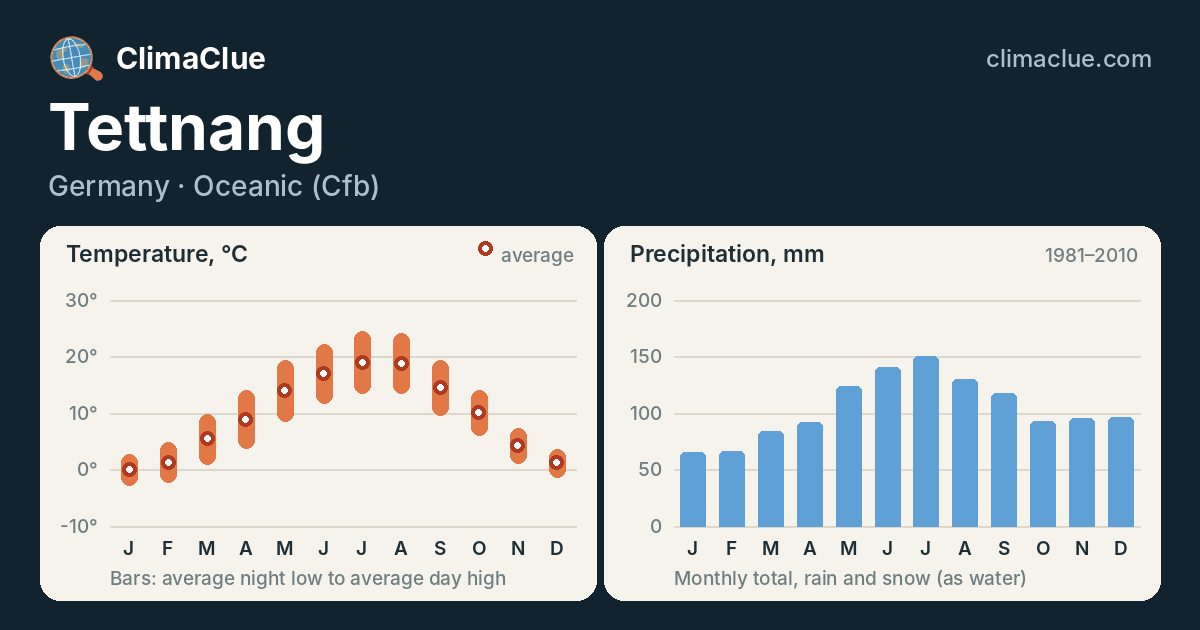 ClimaClue
climaclue.com
Tettnang
Germany · Oceanic (Cfb)
Temperature, °C
average
30°
20°
10°
0°
-10°
J F M A M J J A S O N D
Bars: average night low to average day high
Precipitation, mm
1981–2010
200
150
100
50
0
J F M A M J J A S O N D
Monthly total, rain and snow (as water)